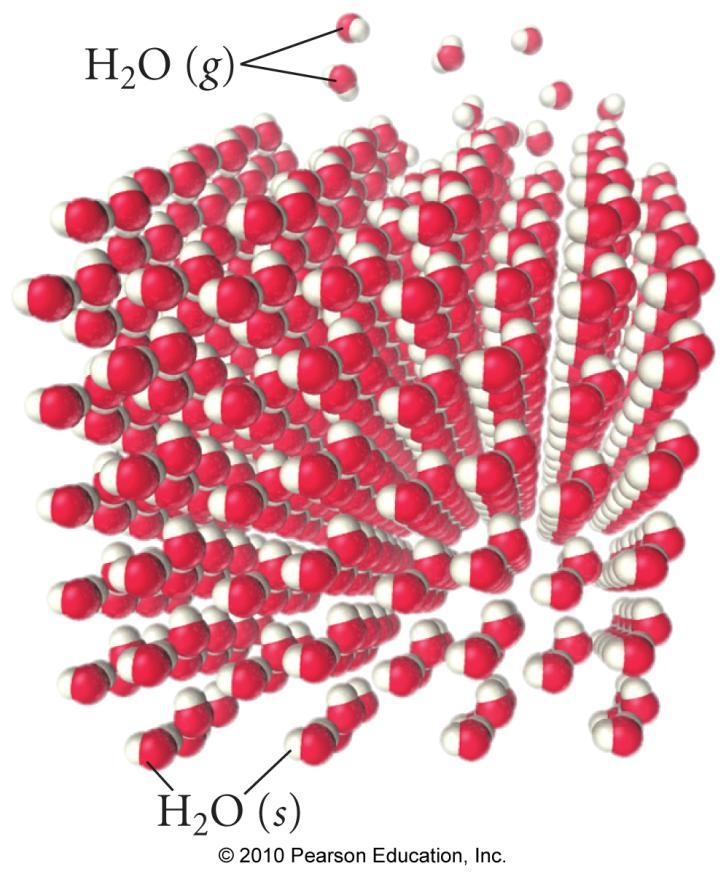 H₂O (g)
H₂O (s)
© 2010 Pearson Education, Inc.